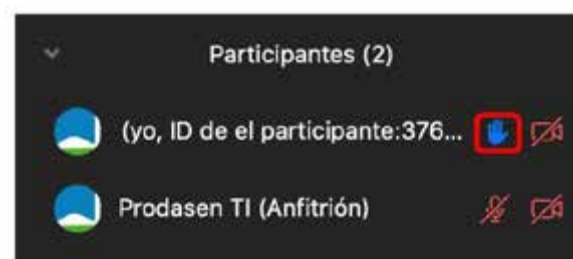 Participantes (2)
(yo, ID de el participante:376...
Prodasen TI (Anfitrión)